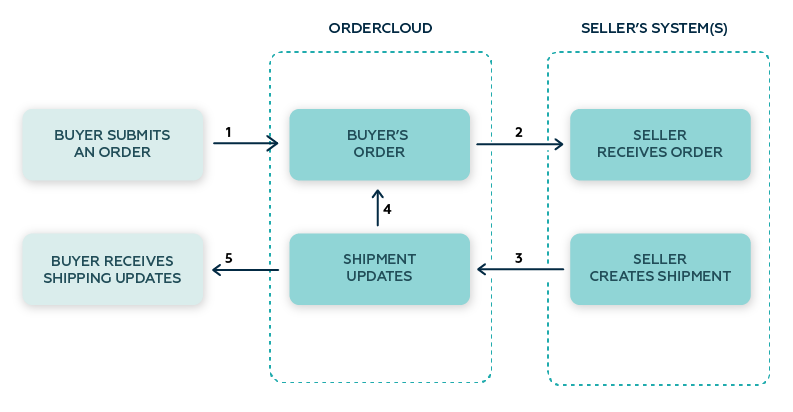 ORDERCLOUD
SELLER'S SYSTEM(S)
BUYER SUBMITS
AN ORDER
1
BUYER'S
ORDER
2
SELLER
RECEIVES ORDER
4
BUYER RECEIVES
SHIPPING UPDATES
5
SHIPMENT
UPDATES
3
SELLER
CREATES SHIPMENT